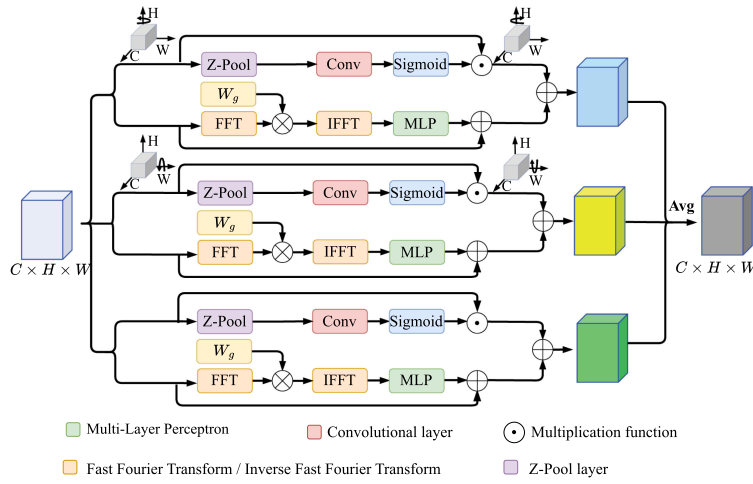 H
C W
H
C W
Z-Pool Conv Sigmoid
W_g
FFT IFFT MLP
H
C W
H
C W
Z-Pool Conv Sigmoid
W_g
FFT IFFT MLP
C × H × W
Avg
C × H × W
Z-Pool Conv Sigmoid
W_g
FFT IFFT MLP
Multi-Layer Perceptron
Convolutional layer
Multiplication function
Fast Fourier Transform / Inverse Fast Fourier Transform
Z-Pool layer